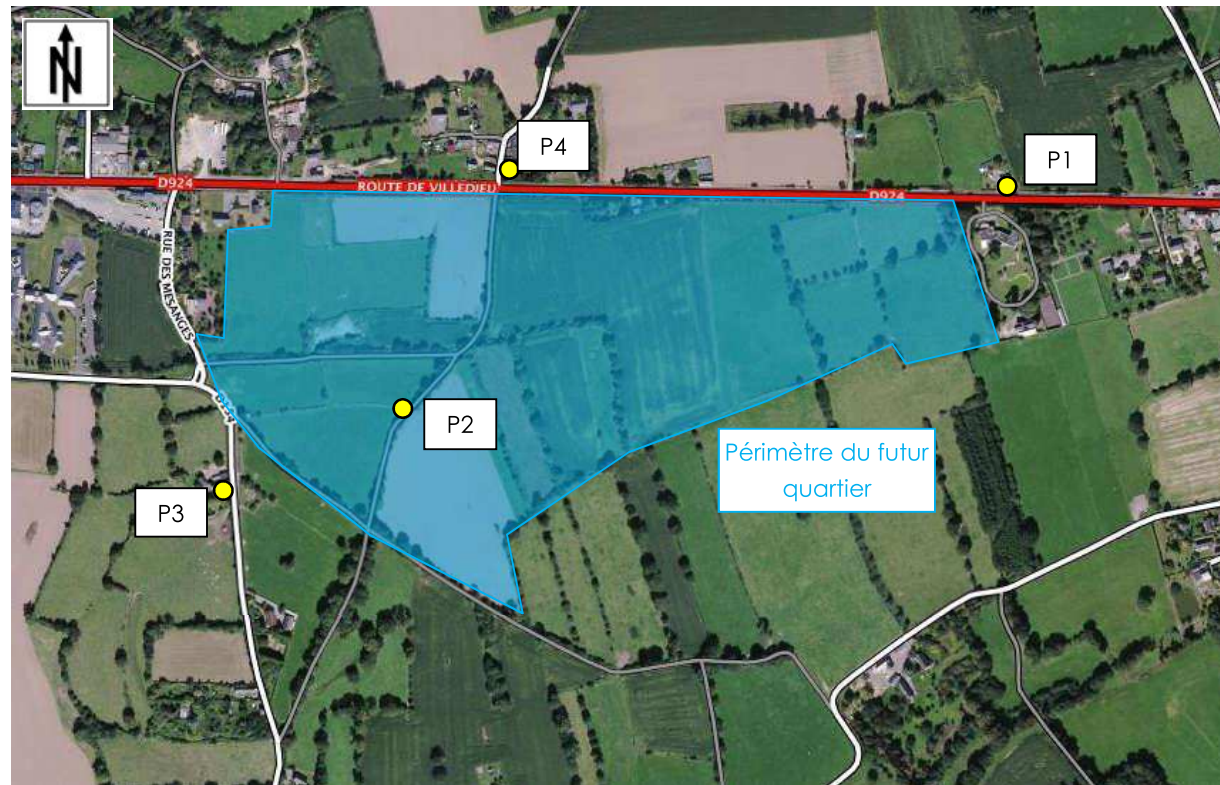 N
P4
P1
D924
ROUTE DE VILLEDIEU
D924
RUE DES MESANGES
P2
Périmètre du futur
quartier
P3